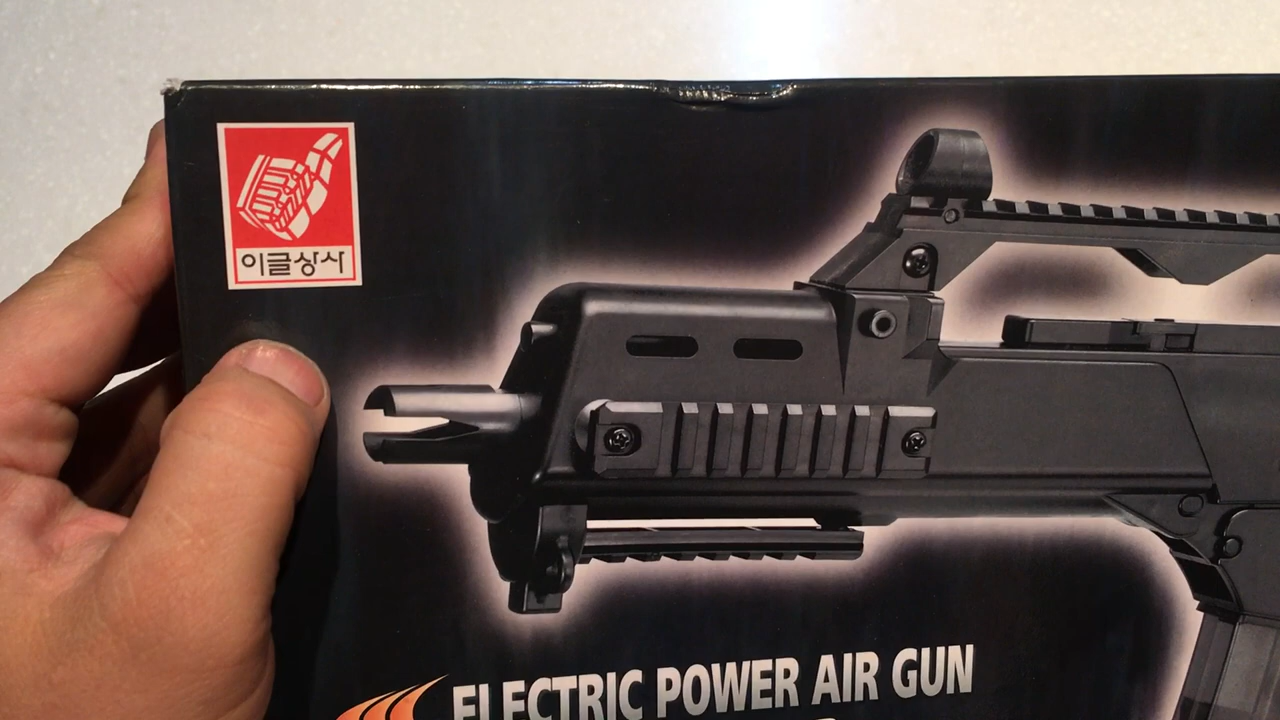 이글상사
ELECTRIC POWER AIR GUN